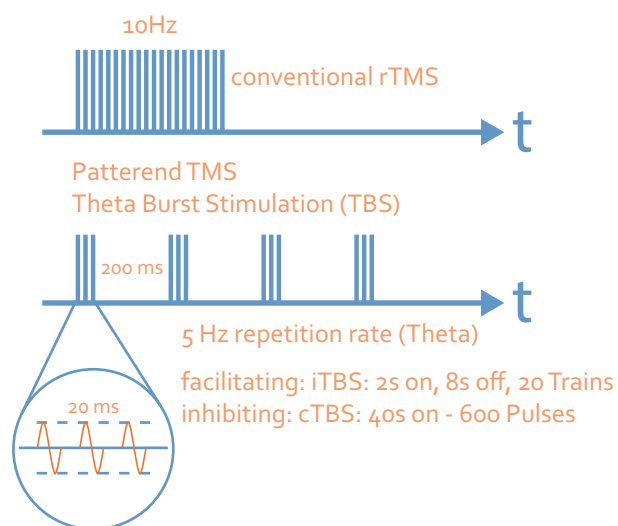 10Hz
conventional rTMS
t
Patterend TMS
Theta Burst Stimulation (TBS)
200 ms
t
5 Hz repetition rate (Theta)
facilitating: iTBS: 2s on, 8s off, 20 Trains
inhibiting: cTBS: 40s on - 600 Pulses
20 ms